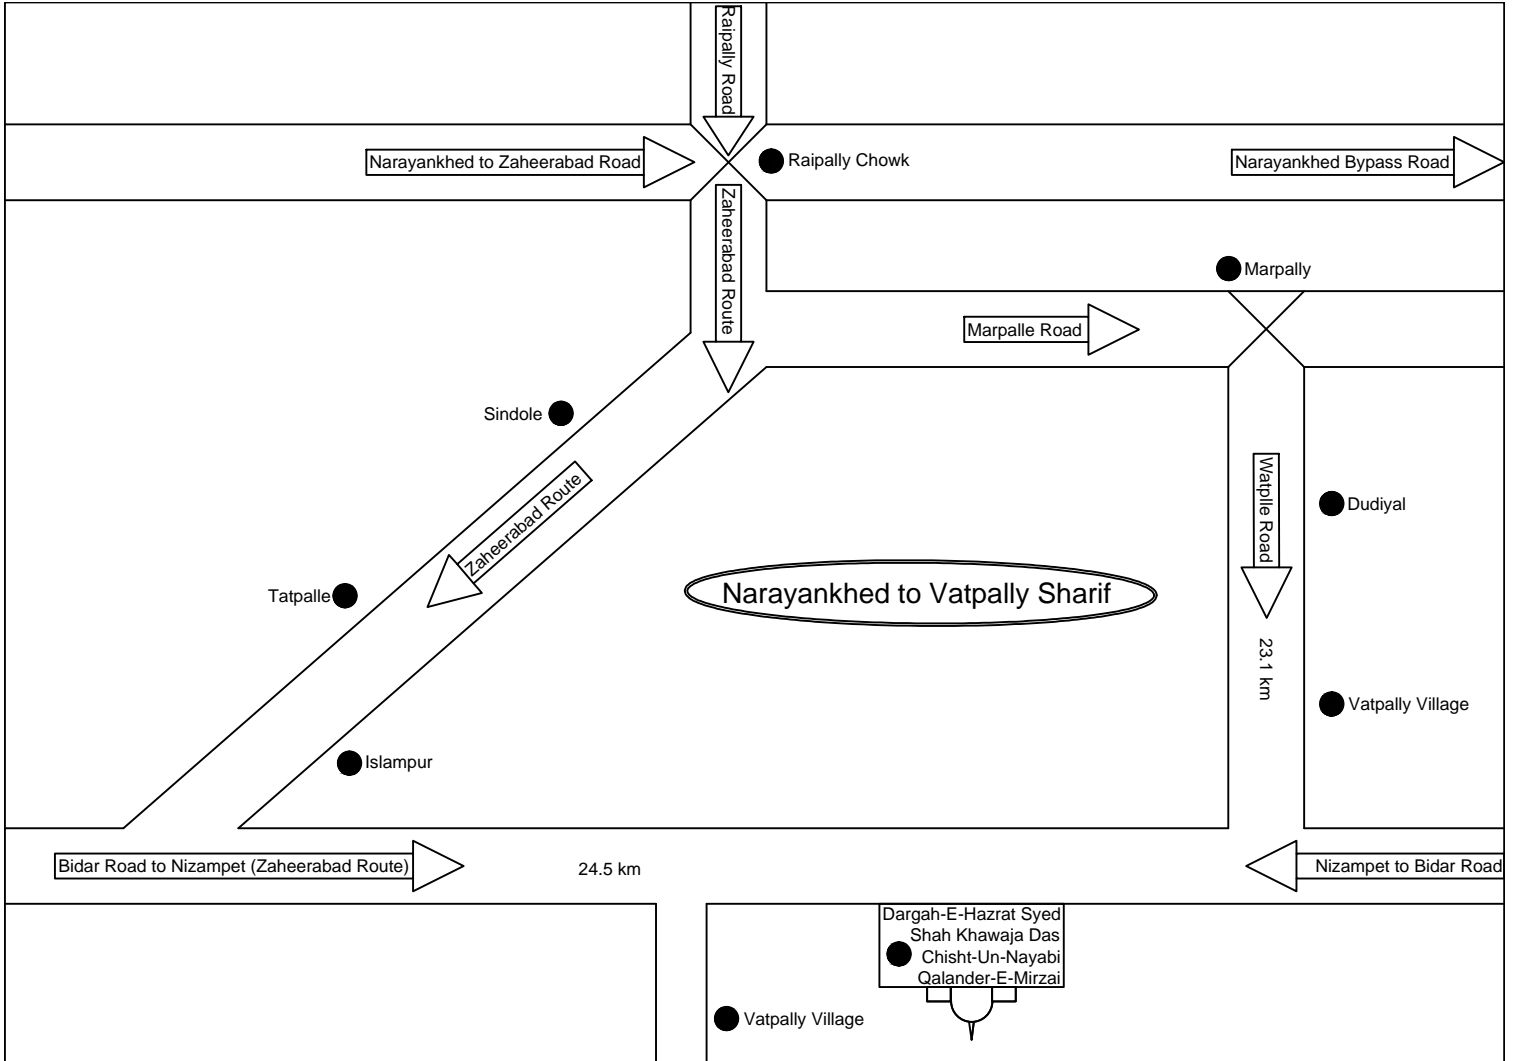 Raipally Road
Narayankhed to Zaheerabad Road
Raipally Chowk
Narayankhed Bypass Road
Zaheerabad Route
Marpally
Marpalle Road
Sindole
Zaheerabad Route
Watplle Road
Dudiyal
Tatpalle
Narayankhed to Vatpally Sharif
23.1 km
Vatpally Village
Islampur
Bidar Road to Nizampet (Zaheerabad Route)
24.5 km
Nizampet to Bidar Road
Dargah-E-Hazrat Syed
Shah Khawaja Das
Chisht-Un-Nayabi
Qalander-E-Mirzai
Vatpally Village